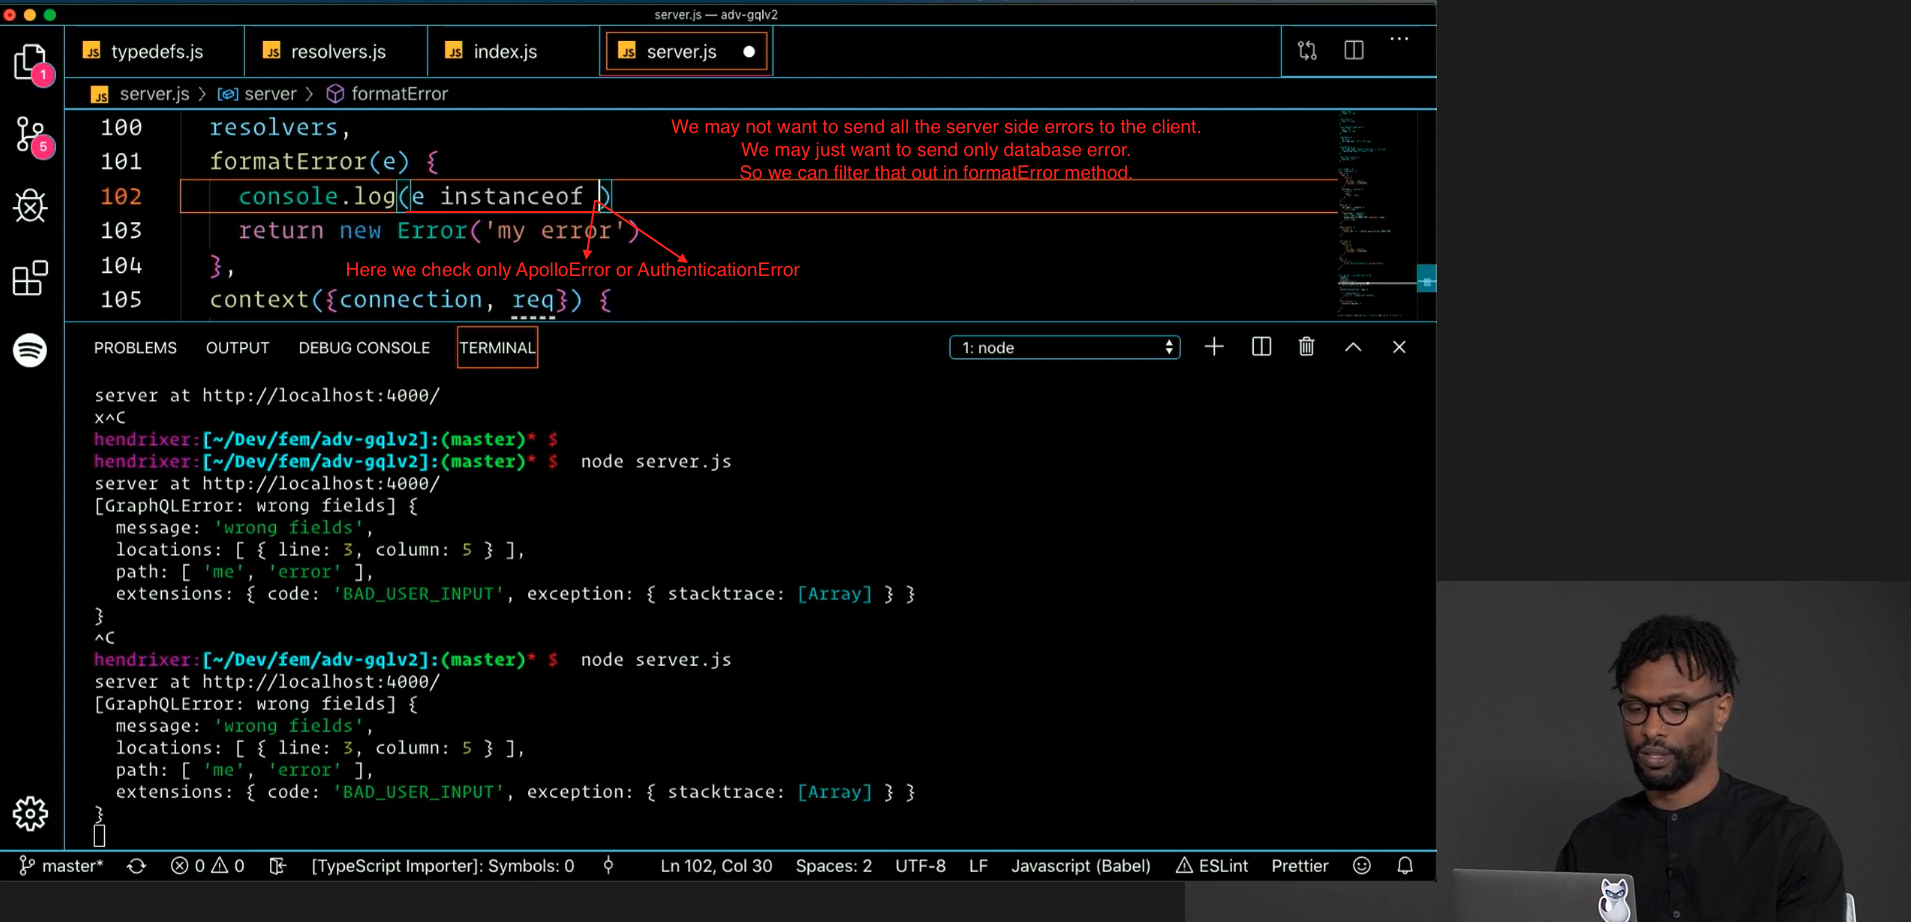 server.js — adv-gqlv2
JS typedefs.js JS resolvers.js JS index.js JS server.js
JS server.js > server > formatError
1
5
100 resolvers,
101 formatError(e) {
102 console.log(e instanceof )
103 return new Error('my error')
104 },
105 context({connection, req}) {
We may not want to send all the server side errors to the client.
We may just want to send only database error.
So we can filter that out in formatError method.
Here we check only ApolloError or AuthenticationError
PROBLEMS OUTPUT DEBUG CONSOLE TERMINAL 1: node
server at http://localhost:4000/
x^C
hendrixer:[~/Dev/fem/adv-gqlv2]:(master)* $
hendrixer:[~/Dev/fem/adv-gqlv2]:(master)* $ node server.js
server at http://localhost:4000/
[GraphQLError: wrong fields] {
message: 'wrong fields',
locations: [ { line: 3, column: 5 } ],
path: [ 'me', 'error' ],
extensions: { code: 'BAD_USER_INPUT', exception: { stacktrace: [Array] } }
}
^C
hendrixer:[~/Dev/fem/adv-gqlv2]:(master)* $ node server.js
server at http://localhost:4000/
[GraphQLError: wrong fields] {
message: 'wrong fields',
locations: [ { line: 3, column: 5 } ],
path: [ 'me', 'error' ],
extensions: { code: 'BAD_USER_INPUT', exception: { stacktrace: [Array] } }
}
master* 0 0 [TypeScript Importer]: Symbols: 0 Ln 102, Col 30 Spaces: 2 UTF-8 LF Javascript (Babel) ESLint Prettier